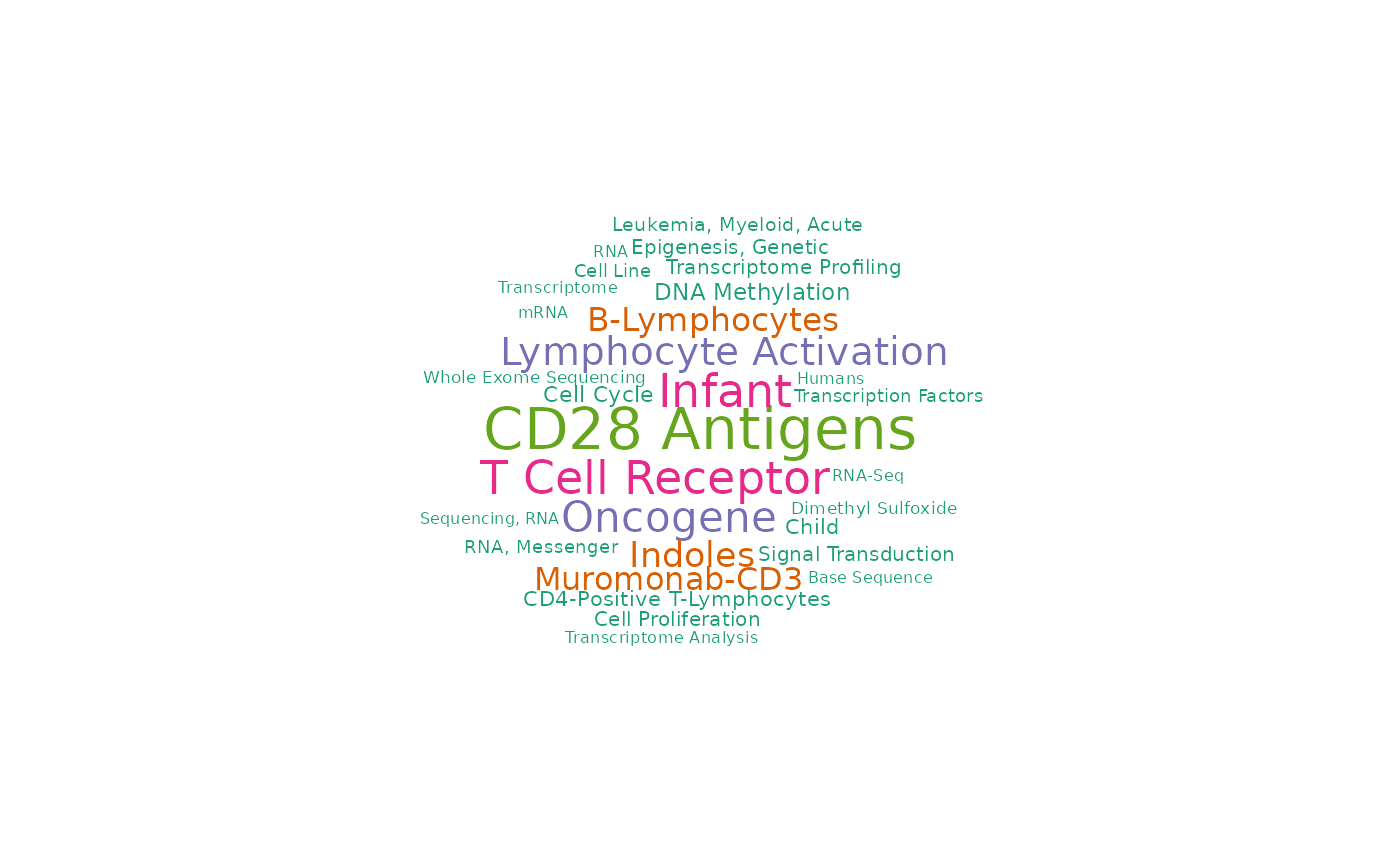 Leukemia, Myeloid, Acute
RNA
Epigenesis, Genetic
Cell Line
Transcriptome Profiling
Transcriptome
DNA Methylation
mRNA
B-Lymphocytes
Lymphocyte Activation
Whole Exome Sequencing
Infant
Humans
Cell Cycle
Transcription Factors
CD28 Antigens
T Cell Receptor
RNA-Seq
Sequencing, RNA
Oncogene
Dimethyl Sulfoxide
Child
RNA, Messenger
Indoles
Signal Transduction
Muromonab-CD3
Base Sequence
CD4-Positive T-Lymphocytes
Cell Proliferation
Transcriptome Analysis